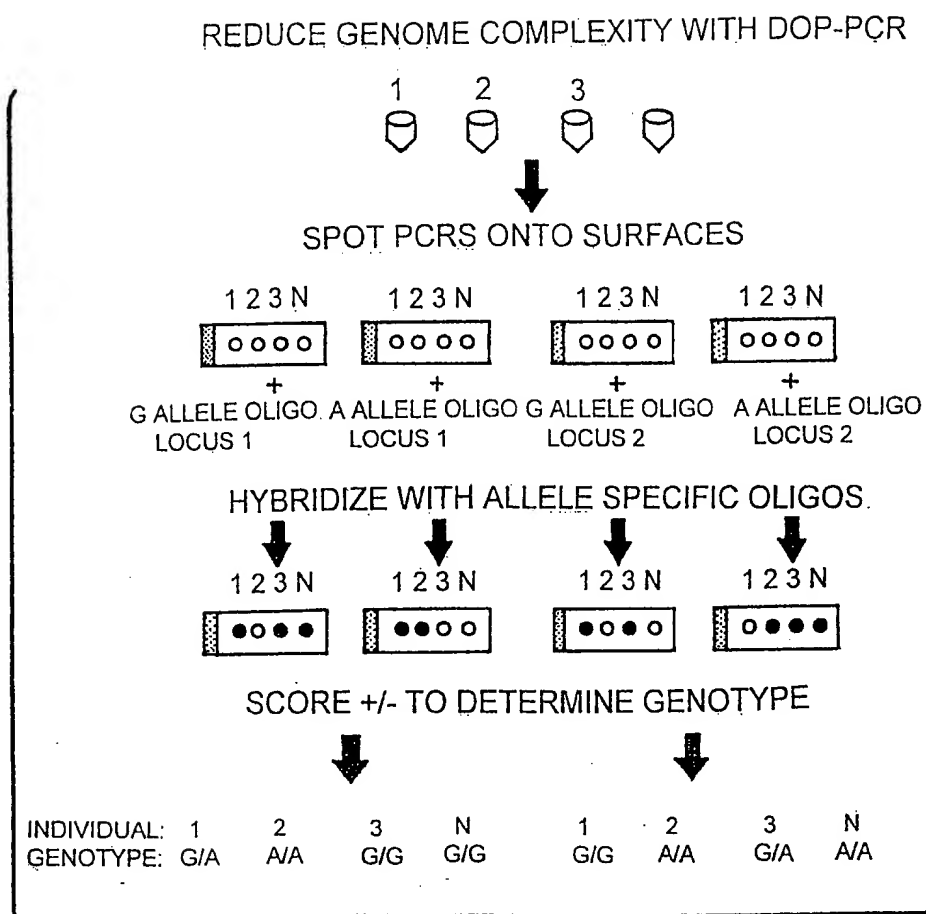 REDUCE GENOME COMPLEXITY WITH DOP-PCR
1 2 3
SPOT PCRS ONTO SURFACES
1 2 3 N 1 2 3 N 1 2 3 N 1 2 3 N
+ + + +
G ALLELE OLIGO. A ALLELE OLIGO G ALLELE OLIGO A ALLELE OLIGO
LOCUS 1 LOCUS 1 LOCUS 2 LOCUS 2
HYBRIDIZE WITH ALLELE SPECIFIC OLIGOS.
1 2 3 N 1 2 3 N 1 2 3 N 1 2 3 N
SCORE +/- TO DETERMINE GENOTYPE
INDIVIDUAL: 1 2 3 N 1 2 3 N
GENOTYPE: G/A A/A G/G G/G G/G A/A G/A A/A